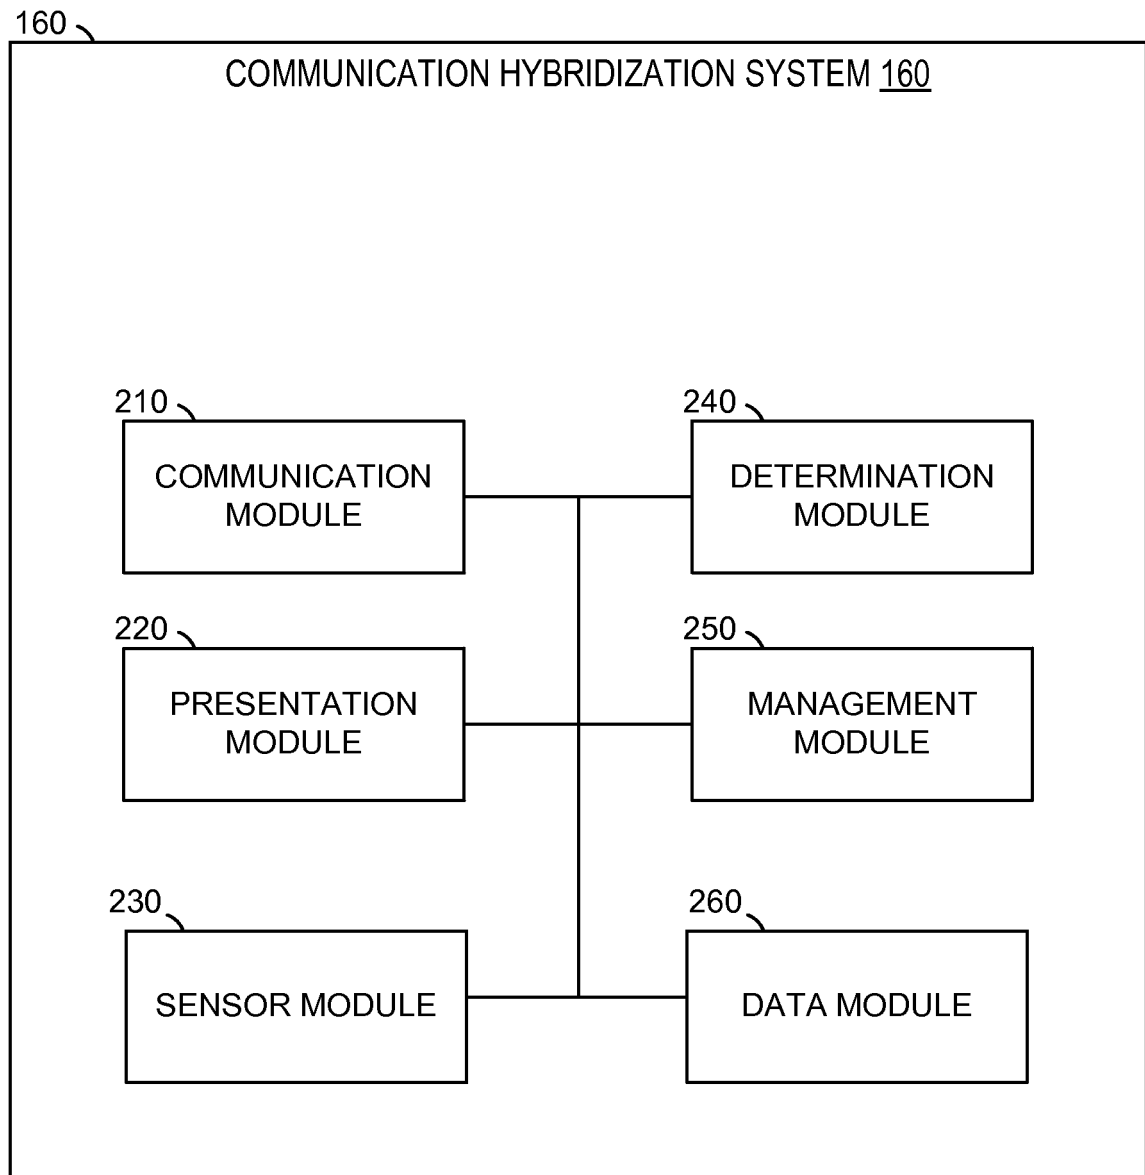 160
COMMUNICATION HYBRIDIZATION SYSTEM 160
210
COMMUNICATION
MODULE
240
DETERMINATION
MODULE
220
PRESENTATION
MODULE
250
MANAGEMENT
MODULE
230
SENSOR MODULE
260
DATA MODULE